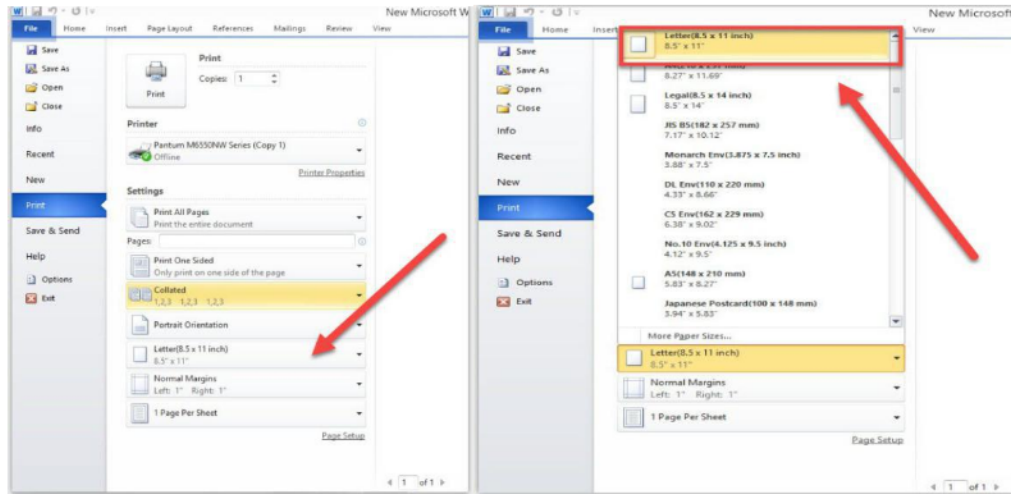 New Microsoft W
File Home Insert Page Layout References Mailings Review View
Save
Save As
Open
Close
Info
Recent
New
Print
Save & Send
Help
Options
Exit
Print
Print
Copies: 1
Printer
Pantum M6550NW Series (Copy 1)
Offline
Printer Properties
Settings
Print All Pages
Print the entire document
Pages:
Print One Sided
Only print on one side of the page
Collated
1,2,3 1,2,3 1,2,3
Portrait Orientation
Letter(8.5 x 11 inch)
8.5" x 11"
Normal Margins
Left: 1" Right: 1"
1 Page Per Sheet
Page Setup
1 of 1
New Microsoft
File Home Insert View
Save
Save As
Open
Close
Info
Recent
New
Print
Save & Send
Help
Options
Exit
Letter(8.5 x 11 inch)
8.5" x 11"
8.27" x 11.69"
Legal(8.5 x 14 inch)
8.5" x 14"
JIS B5(182 x 257 mm)
7.17" x 10.12"
Monarch Env(3.875 x 7.5 inch)
3.88" x 7.5"
DL Env(110 x 220 mm)
4.33" x 8.66"
C5 Env(162 x 229 mm)
6.38" x 9.02"
No.10 Env(4.125 x 9.5 inch)
4.12" x 9.5"
A5(148 x 210 mm)
5.83" x 8.27"
Japanese Postcard(100 x 148 mm)
3.94" x 5.83"
More Paper Sizes...
Letter(8.5 x 11 inch)
8.5" x 11"
Normal Margins
Left: 1" Right: 1"
1 Page Per Sheet
Page Setup
1 of 1